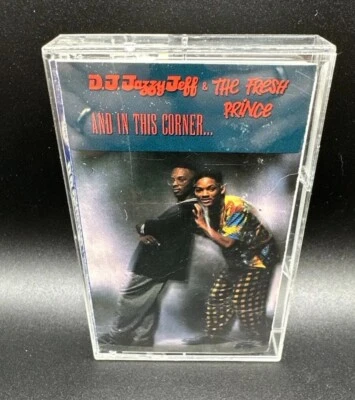 D.J. Jazzy Jeff & THE FRESH
PRINCE
AND IN THIS CORNER...